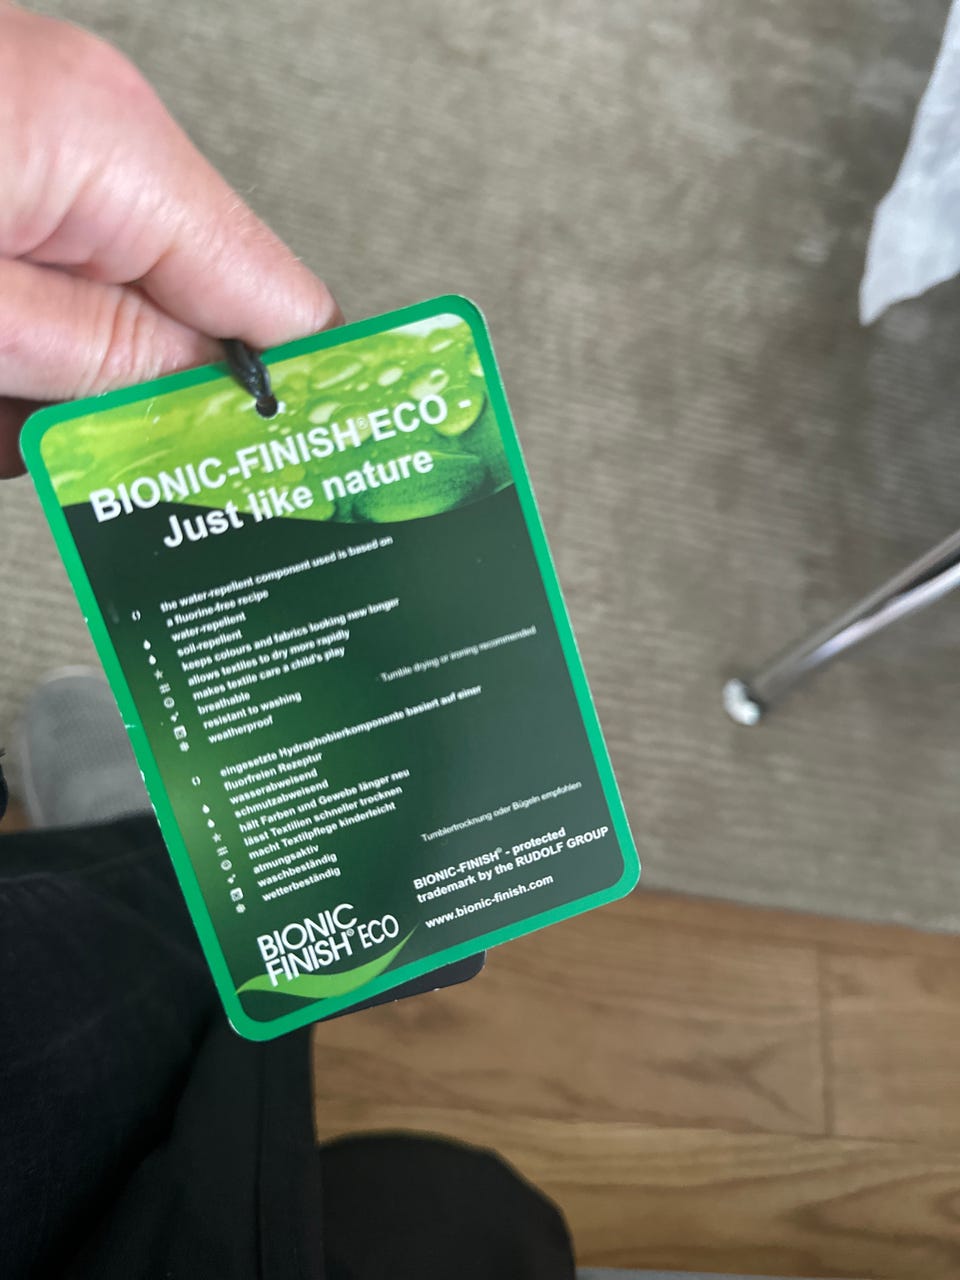 BIONIC-FINISH®ECO -
Just like nature
the water-repellent component used is based on
a fluorine-free recipe
water-repellent
soil-repellent
keeps colours and fabrics looking new longer
allows textiles to dry more rapidly
makes textile care a child's play
breathable
resistant to washing
weatherproof
Tumble drying or ironing recommended
eingesetzte Hydrophobierkomponente basiert auf einer
fluorfreien Rezeptur
wasserabweisend
schmutzabweisend
hält Farben und Gewebe länger neu
lässt Textilien schneller trocknen
macht Textilpflege kinderleicht
atmungsaktiv
waschbeständig
wetterbeständig
Tumblertrocknung oder Bügeln empfohlen
BIONIC-FINISH® - protected
trademark by the RUDOLF GROUP
www.bionic-finish.com
BIONIC
FINISH®ECO